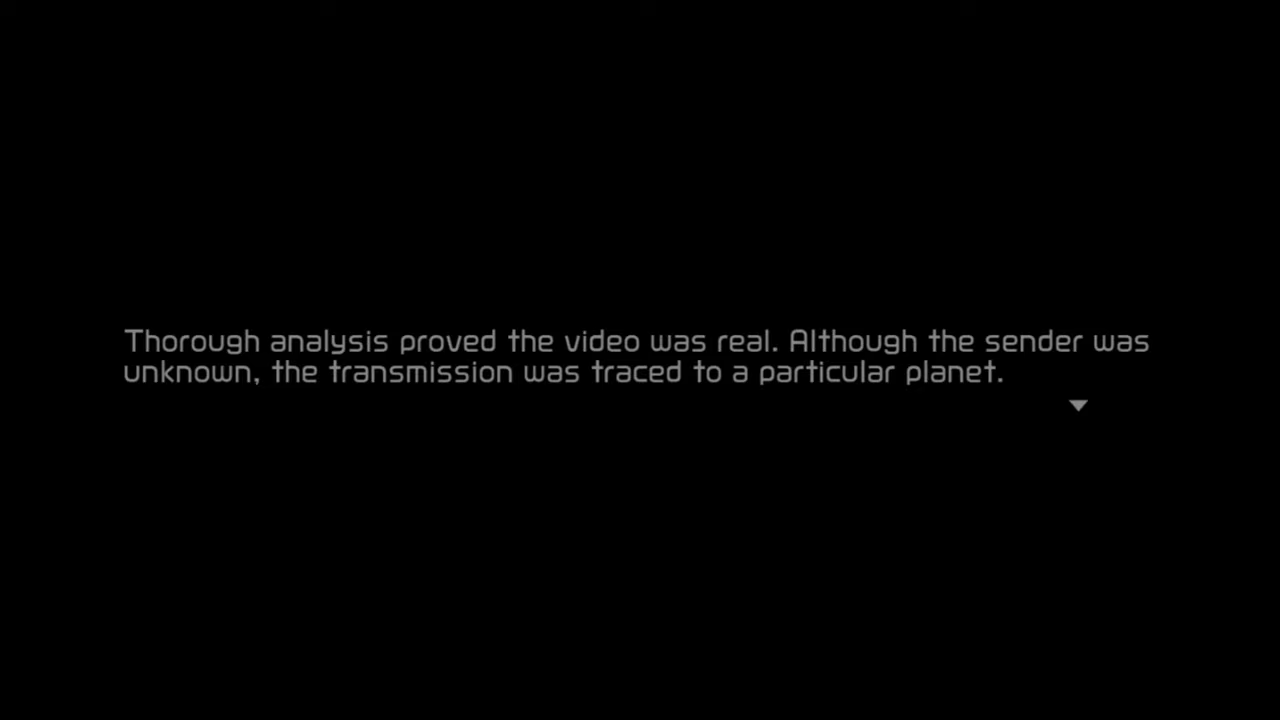 Thorough analysis proved the video was real. Although the sender was
unknown, the transmission was traced to a particular planet.